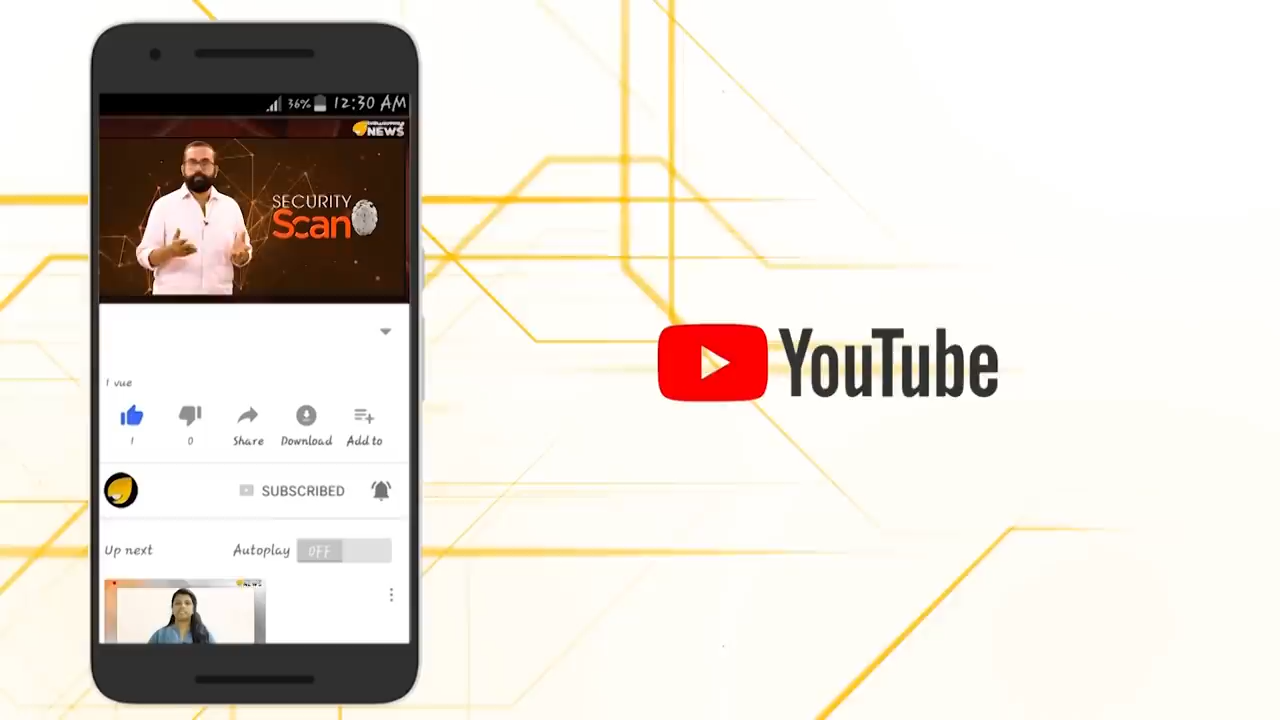 36% 12:30 AM
NEWS
SECURITY
Scan
1 vue
1
0
Share
Download
Add to
SUBSCRIBED
Up next
Autoplay
OFF
NEWS
YouTube